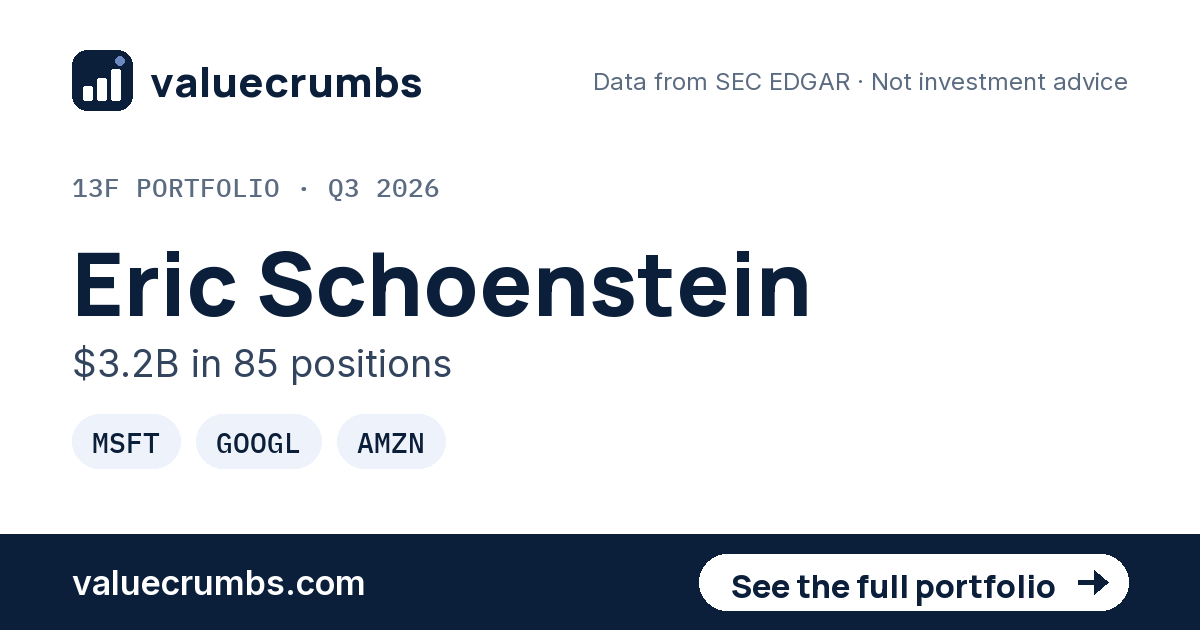 valuecrumbs
Data from SEC EDGAR · Not investment advice
13F PORTFOLIO · Q3 2026
Eric Schoenstein
$3.2B in 85 positions
MSFT GOOGL AMZN
valuecrumbs.com
See the full portfolio →